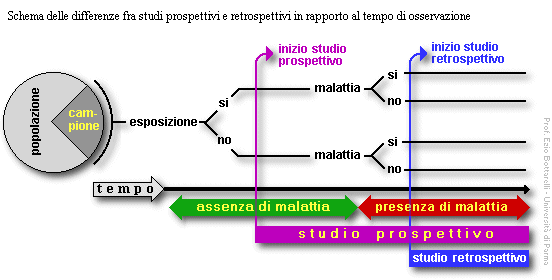 Schema delle differenze fra studi prospettivi e retrospettivi in rapporto al tempo di osservazione
inizio studio
prospettivo
inizio studio
retrospettivo
popolazione
cam-
pione
esposizione
si
no
malattia
si
no
malattia
si
no
tempo
assenza di malattia
presenza di malattia
studio prospettivo
studio retrospettivo
Prof. Ezio Bottarelli - Università di Parma